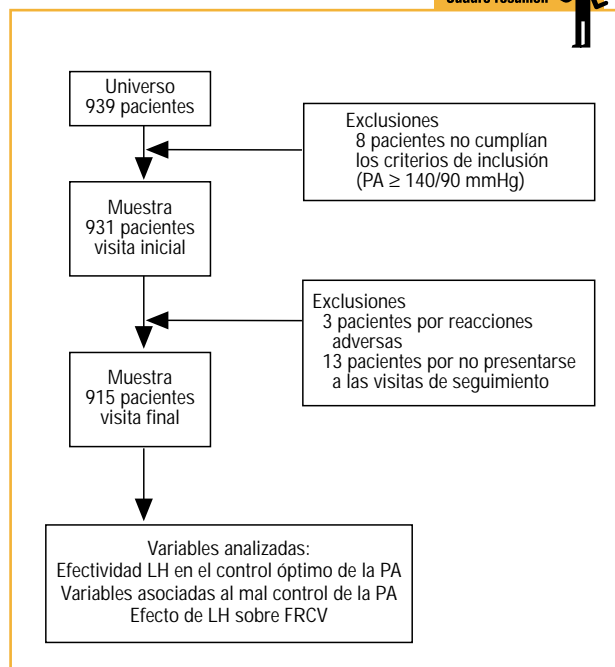 Cuadro resumen
Universo
939 pacientes
Exclusiones
8 pacientes no cumplían
los criterios de inclusión
(PA ≥ 140/90 mmHg)
Muestra
931 pacientes
visita inicial
Exclusiones
3 pacientes por reacciones
adversas
13 pacientes por no presentarse
a las visitas de seguimiento
Muestra
915 pacientes
visita final
Variables analizadas:
Efectividad LH en el control óptimo de la PA
Variables asociadas al mal control de la PA
Efecto de LH sobre FRCV